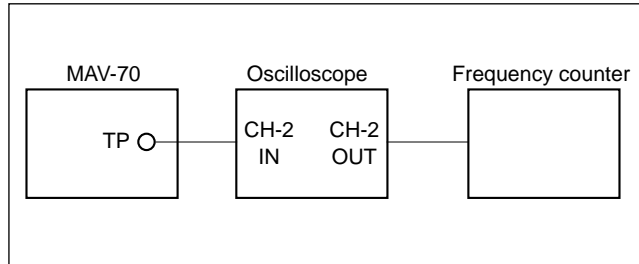 MAV-70
Oscilloscope
Frequency counter
TP
CH-2
IN
CH-2
OUT